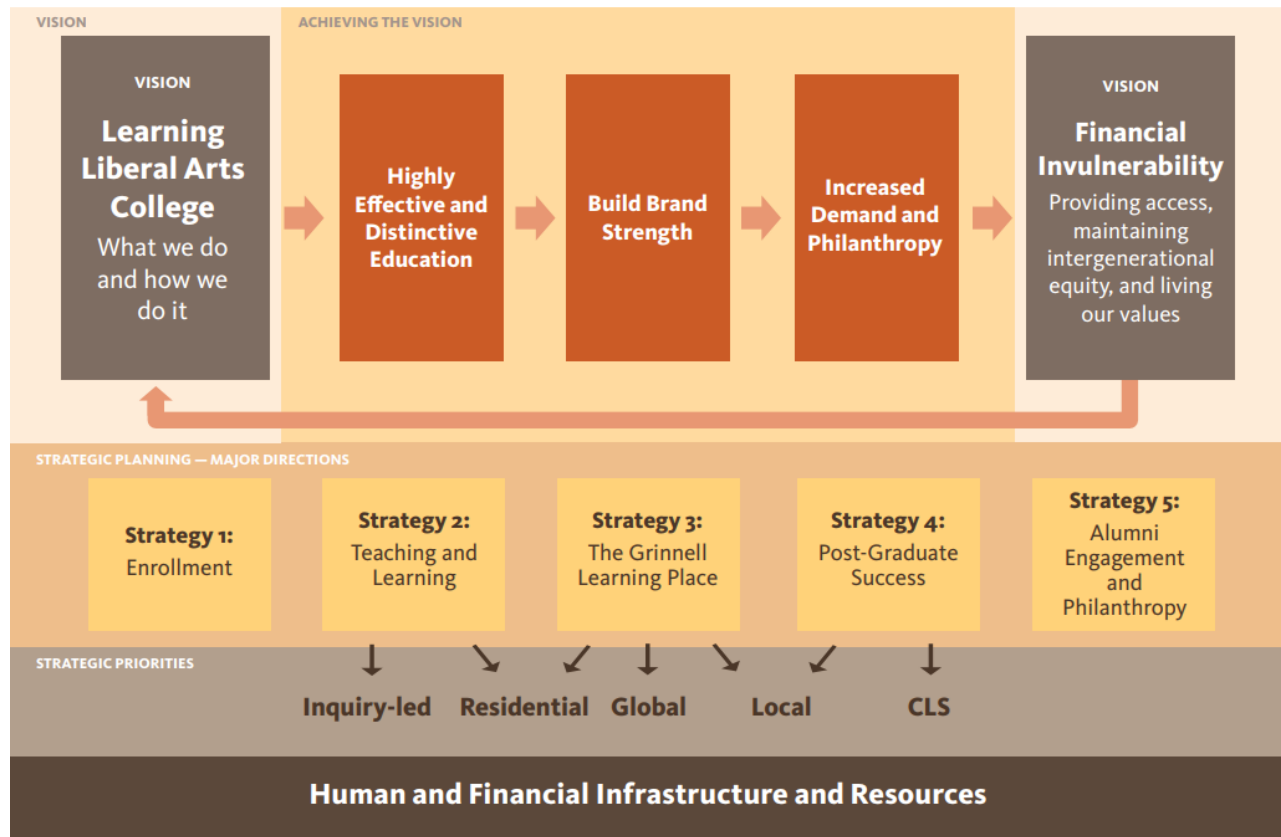 VISION
ACHIEVING THE VISION
VISION
Learning
Liberal Arts
College
What we do
and how we
do it
Highly
Effective and
Distinctive
Education
Build Brand
Strength
Increased
Demand and
Philanthropy
VISION
Financial
Invulnerability
Providing access,
maintaining
intergenerational
equity, and living
our values
STRATEGIC PLANNING — MAJOR DIRECTIONS
Strategy 1:
Enrollment
Strategy 2:
Teaching and
Learning
Strategy 3:
The Grinnell
Learning Place
Strategy 4:
Post-Graduate
Success
Strategy 5:
Alumni
Engagement
and
Philanthropy
STRATEGIC PRIORITIES
Inquiry-led
Residential
Global
Local
CLS
Human and Financial Infrastructure and Resources